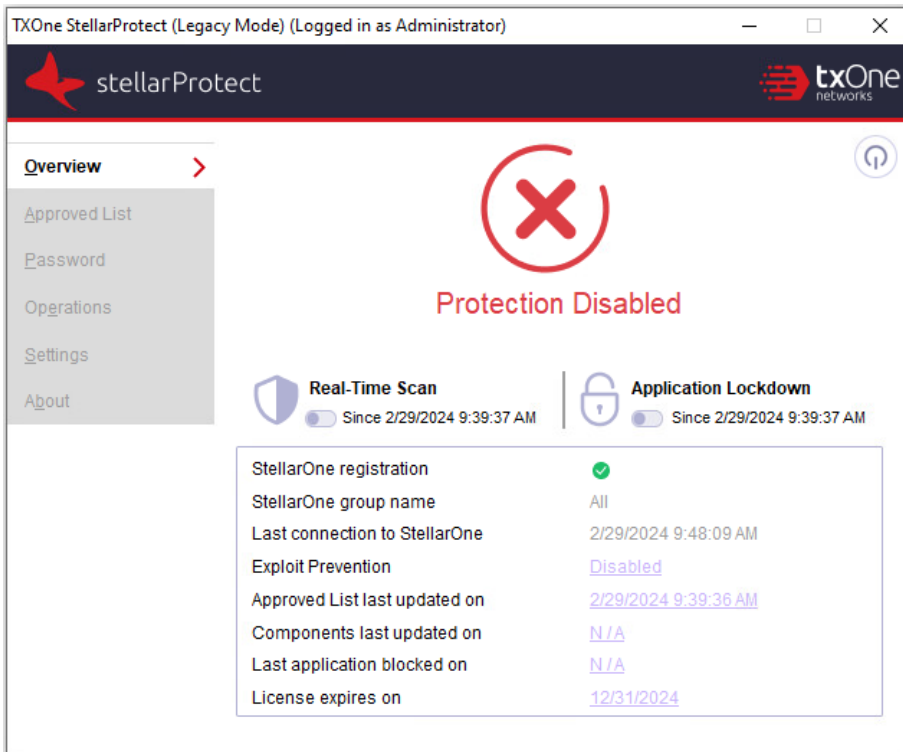 TXOne StellarProtect (Legacy Mode) (Logged in as Administrator)
stellarProtect
txOne
networks
Overview
Approved List
Password
Operations
Settings
About
Protection Disabled
Real-Time Scan
Since 2/29/2024 9:39:37 AM
Application Lockdown
Since 2/29/2024 9:39:37 AM
StellarOne registration
StellarOne group name All
Last connection to StellarOne 2/29/2024 9:48:09 AM
Exploit Prevention Disabled
Approved List last updated on 2/29/2024 9:39:36 AM
Components last updated on N/A
Last application blocked on N/A
License expires on 12/31/2024